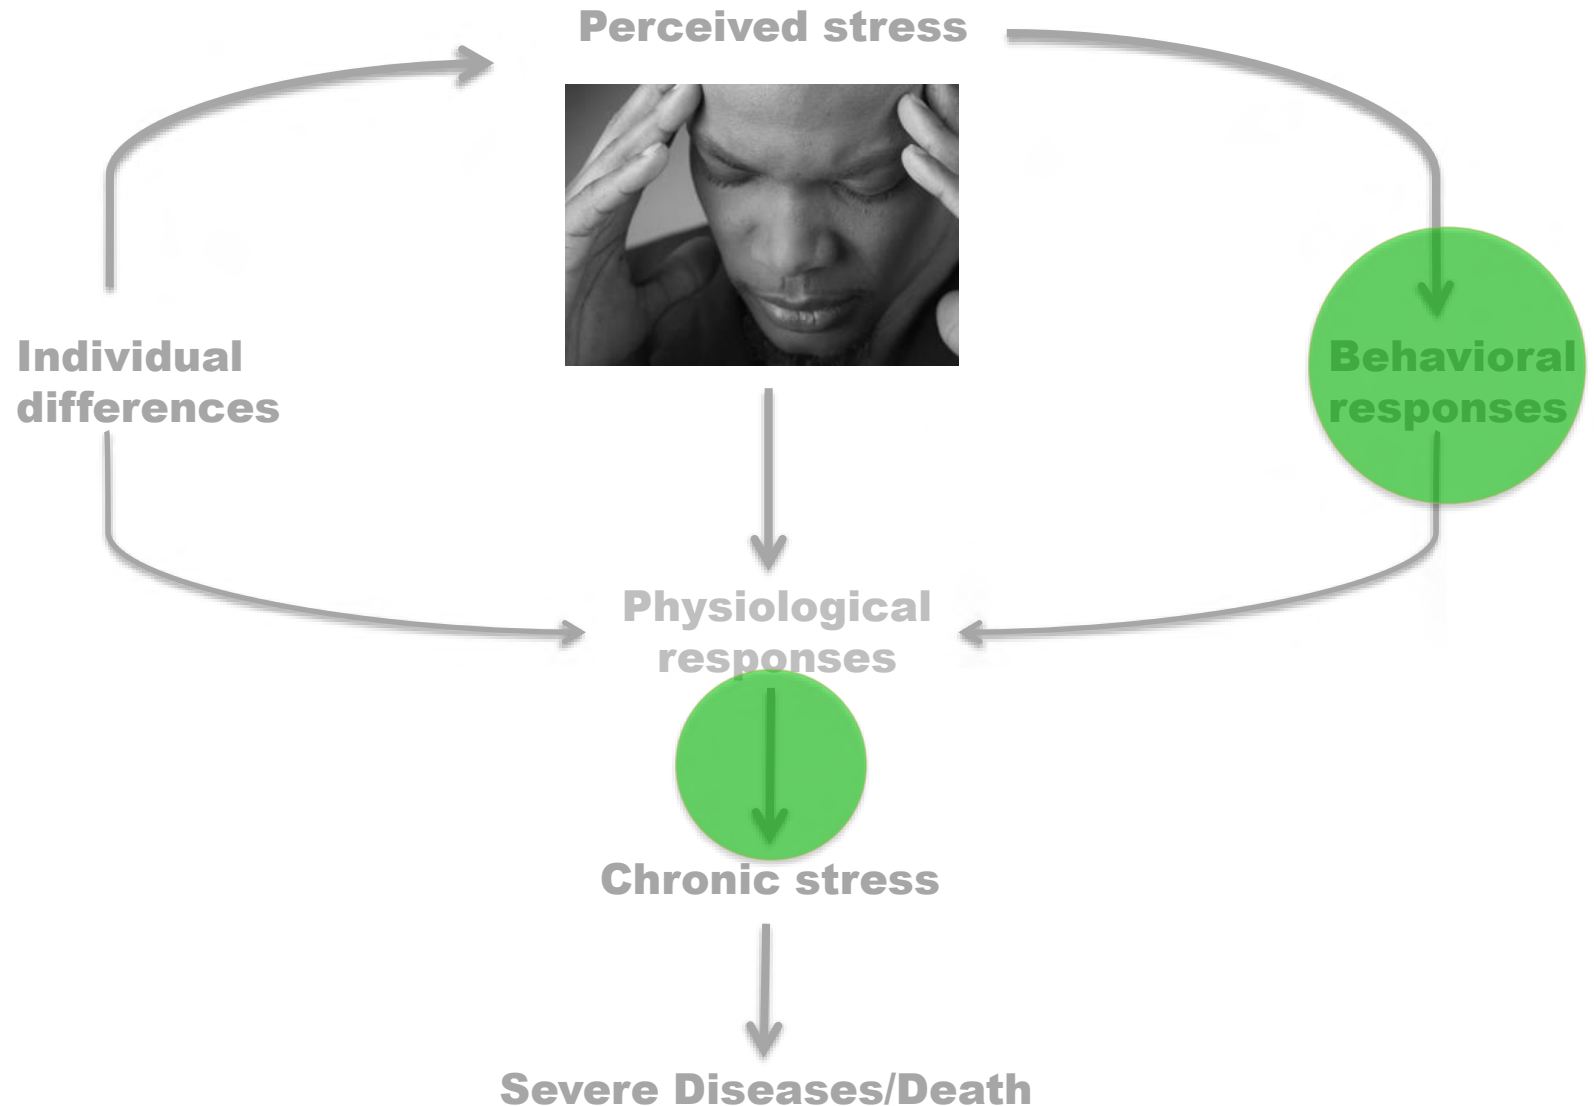 Perceived stress
Individual
differences
Behavioral
responses
Physiological
responses
Chronic stress
Severe Diseases/Death